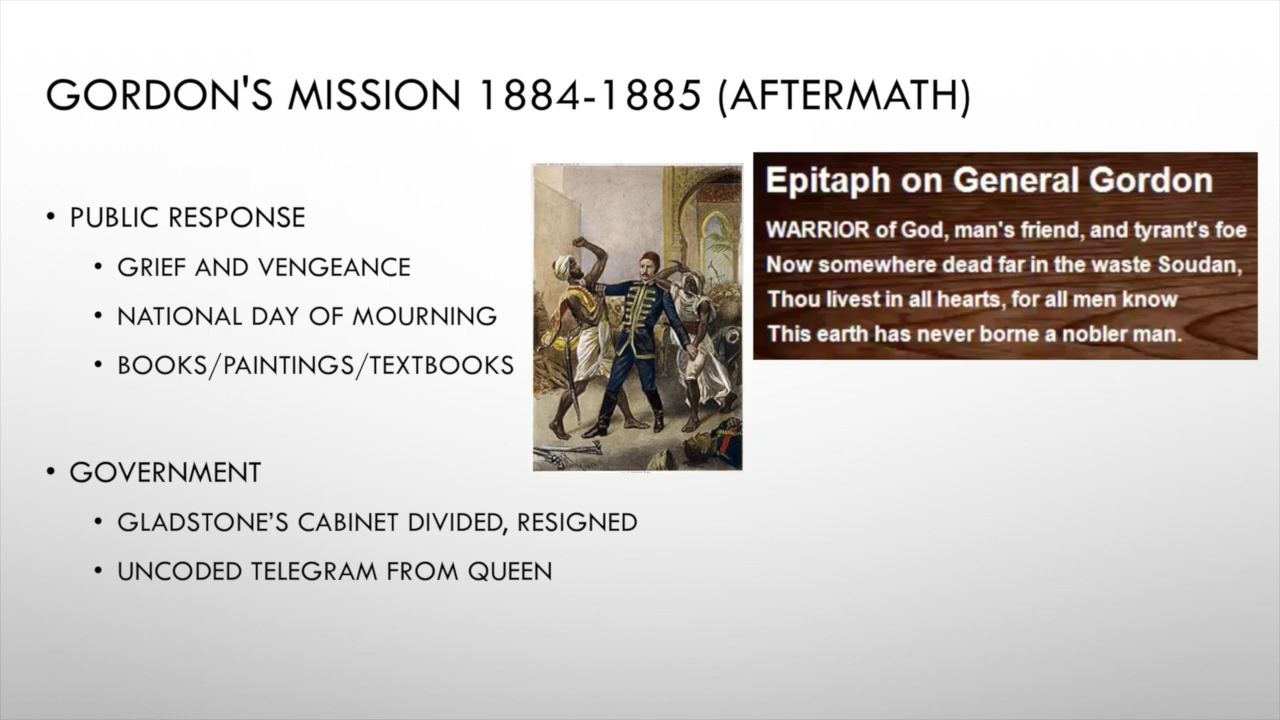 GORDON'S MISSION 1884-1885 (AFTERMATH)
• PUBLIC RESPONSE
• GRIEF AND VENGEANCE
• NATIONAL DAY OF MOURNING
• BOOKS/PAINTINGS/TEXTBOOKS
• GOVERNMENT
• GLADSTONE’S CABINET DIVIDED, RESIGNED
• UNCODED TELEGRAM FROM QUEEN
Epitaph on General Gordon
WARRIOR of God, man's friend, and tyrant's foe
Now somewhere dead far in the waste Soudan,
Thou livest in all hearts, for all men know
This earth has never borne a nobler man.